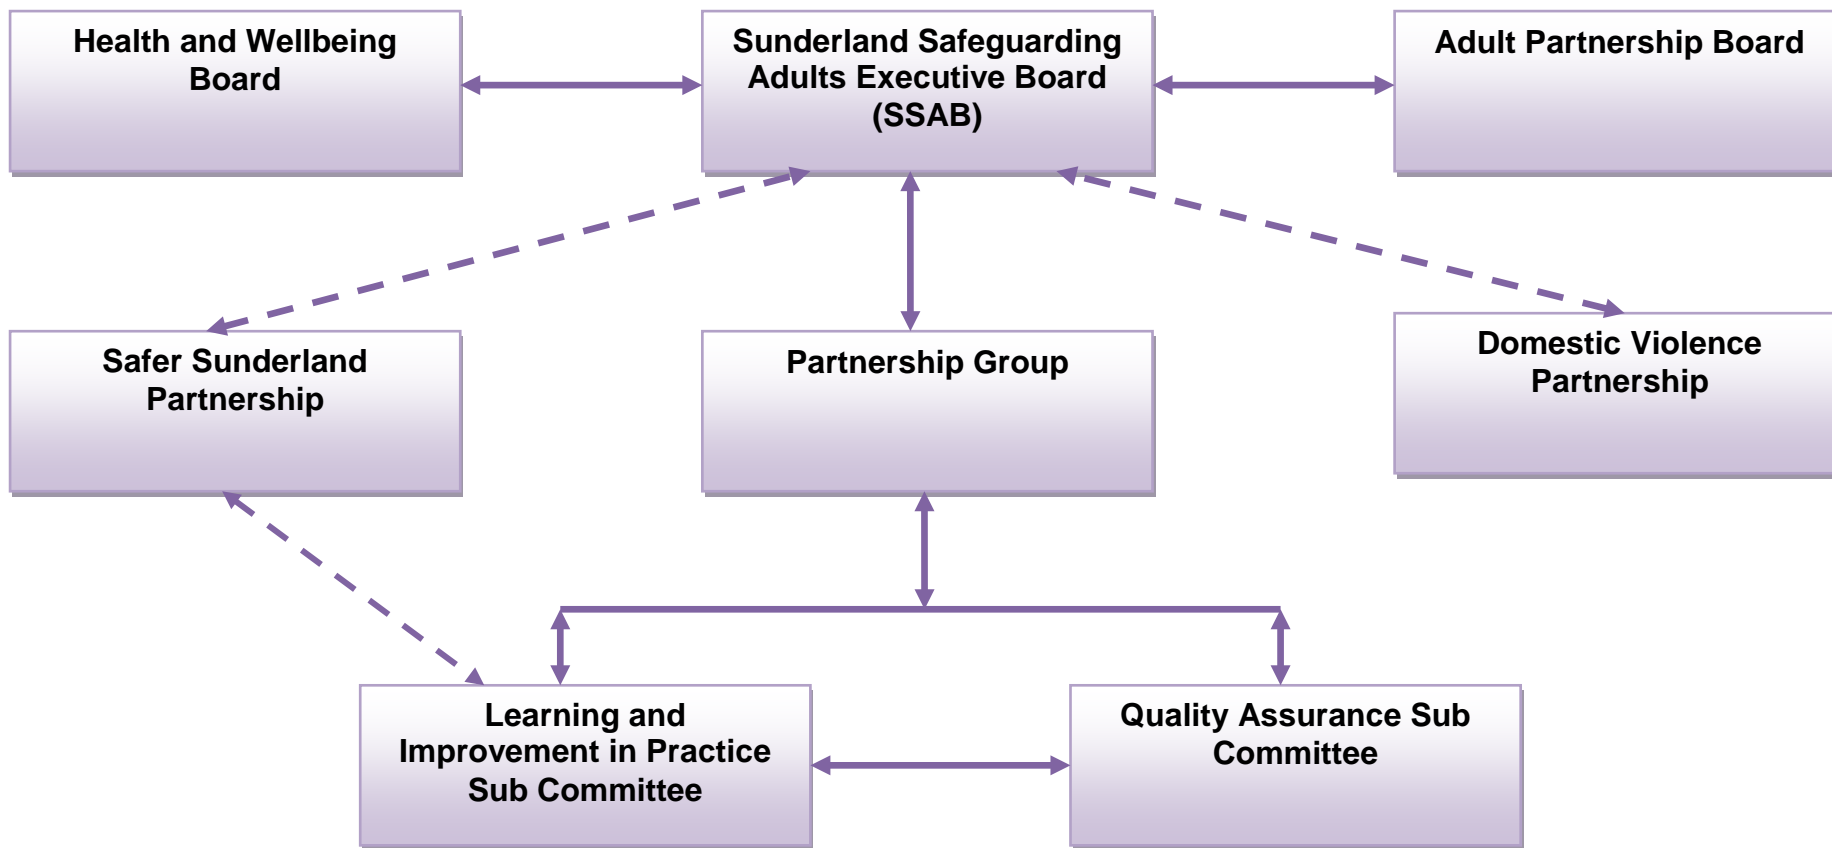 Health and Wellbeing
Board
Sunderland Safeguarding
Adults Executive Board
(SSAB)
Adult Partnership Board
Safer Sunderland
Partnership
Partnership Group
Domestic Violence
Partnership
Learning and
Improvement in Practice
Sub Committee
Quality Assurance Sub
Committee